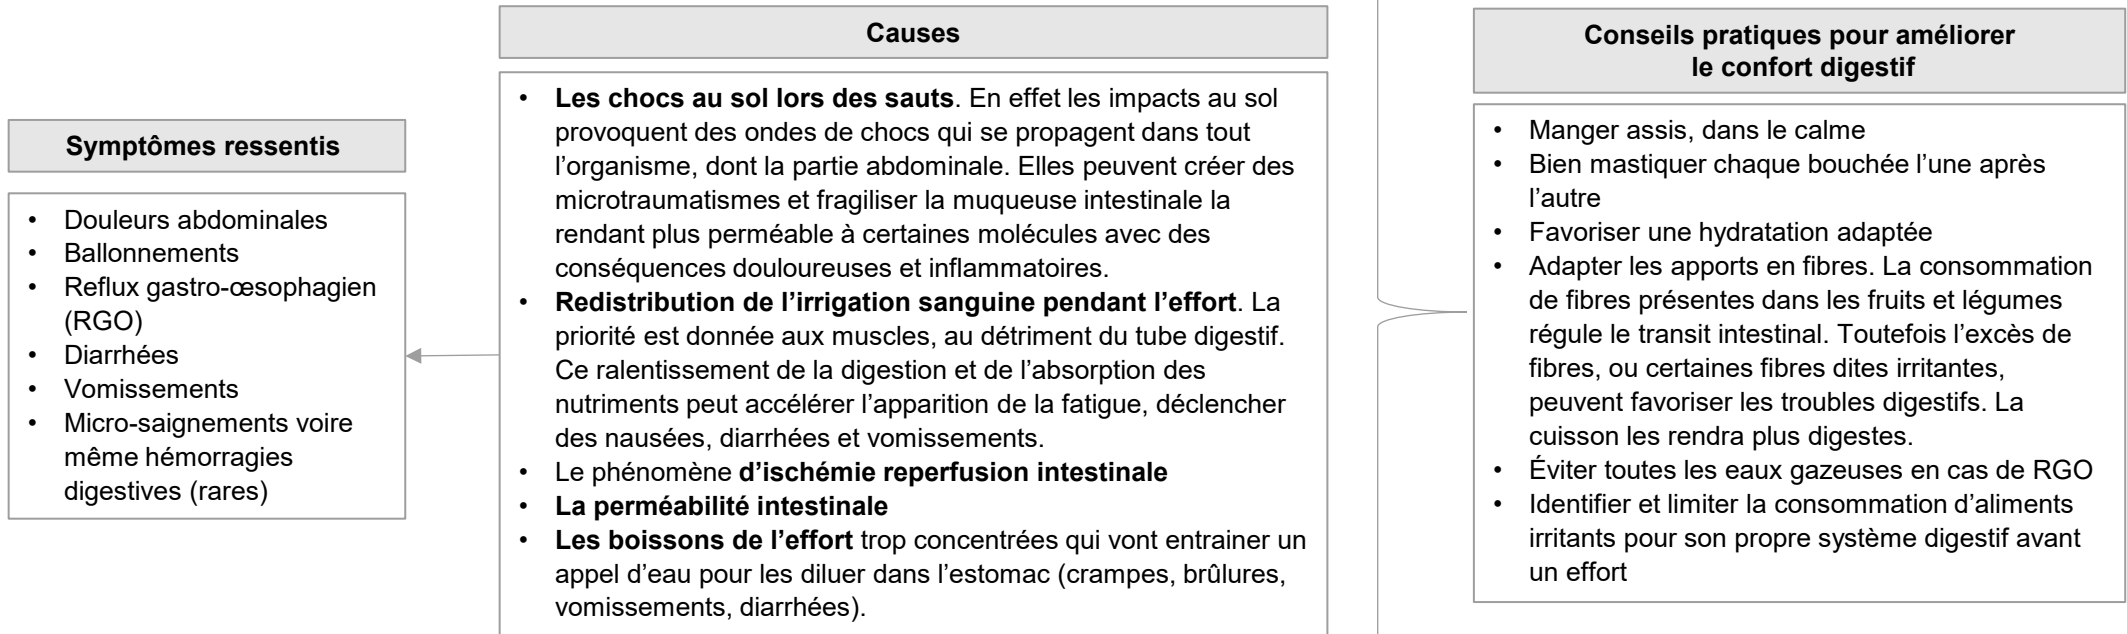 Symptômes ressentis
• Douleurs abdominales
• Ballonnements
• Reflux gastro-œsophagien
(RGO)
• Diarrhées
• Vomissements
• Micro-saignements voire
même hémorragies
digestives (rares)
Causes
• Les chocs au sol lors des sauts. En effet les impacts au sol
provoquent des ondes de chocs qui se propagent dans tout
l’organisme, dont la partie abdominale. Elles peuvent créer des
microtraumatismes et fragiliser la muqueuse intestinale la
rendant plus perméable à certaines molécules avec des
conséquences douloureuses et inflammatoires.
• Redistribution de l’irrigation sanguine pendant l’effort. La
priorité est donnée aux muscles, au détriment du tube digestif.
Ce ralentissement de la digestion et de l’absorption des
nutriments peut accélérer l’apparition de la fatigue, déclencher
des nausées, diarrhées et vomissements.
• Le phénomène d’ischémie reperfusion intestinale
• La perméabilité intestinale
• Les boissons de l’effort trop concentrées qui vont entrainer un
appel d’eau pour les diluer dans l’estomac (crampes, brûlures,
vomissements, diarrhées).
Conseils pratiques pour améliorer
le confort digestif
• Manger assis, dans le calme
• Bien mastiquer chaque bouchée l’une après
l’autre
• Favoriser une hydratation adaptée
• Adapter les apports en fibres. La consommation
de fibres présentes dans les fruits et légumes
régule le transit intestinal. Toutefois l’excès de
fibres, ou certaines fibres dites irritantes,
peuvent favoriser les troubles digestifs. La
cuisson les rendra plus digestes.
• Éviter toutes les eaux gazeuses en cas de RGO
• Identifier et limiter la consommation d’aliments
irritants pour son propre système digestif avant
un effort